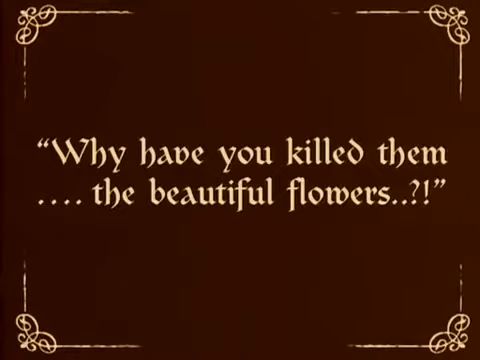 “Why have you killed them
.... the beautiful flowers..?!”